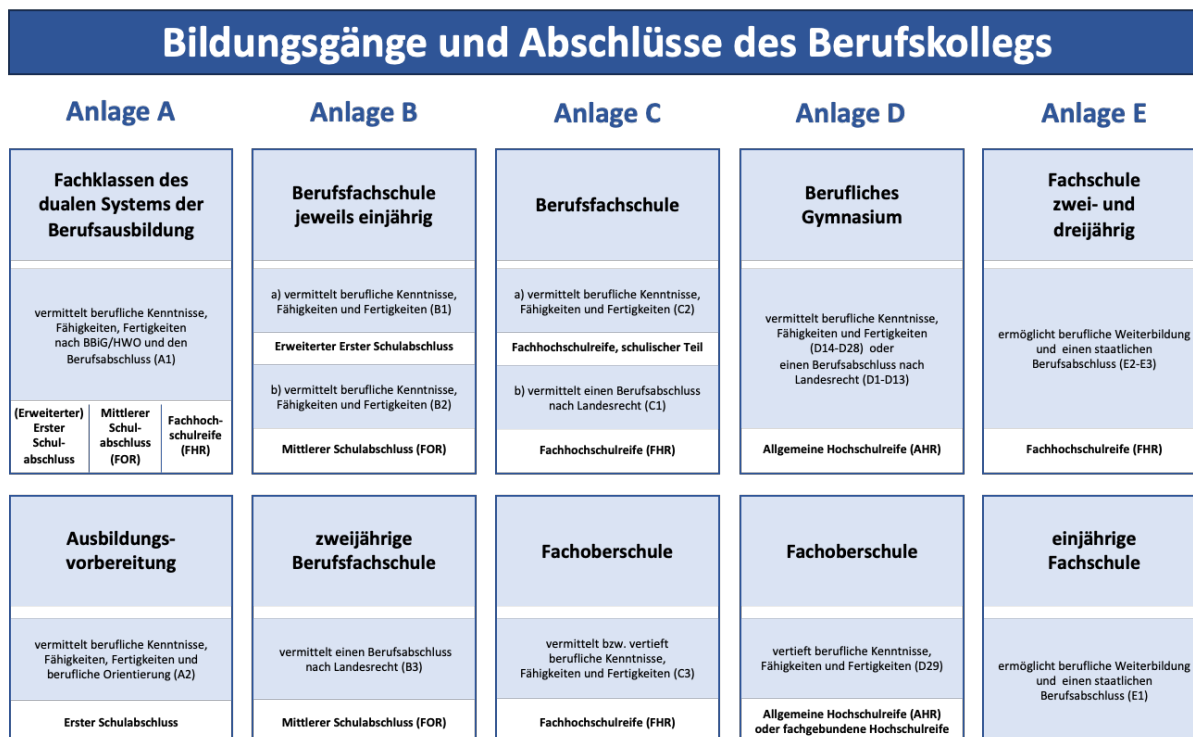 Bildungsgänge und Abschlüsse des Berufskollegs
Anlage A
Anlage B
Anlage C
Anlage D
Anlage E
Fachklassen des
dualen Systems der
Berufsausbildung
vermittelt berufliche Kenntnisse,
Fähigkeiten, Fertigkeiten
nach BBiG/HWO und den
Berufsabschluss (A1)
(Erweiterter)
Erster
Schul-
abschluss
Mittlerer
Schul-
abschluss
(FOR)
Fachhoch-
schulreife
(FHR)
Berufsfachschule
jeweils einjährig
a) vermittelt berufliche Kenntnisse,
Fähigkeiten und Fertigkeiten (B1)
Erweiterter Erster Schulabschluss
b) vermittelt berufliche Kenntnisse,
Fähigkeiten und Fertigkeiten (B2)
Mittlerer Schulabschluss (FOR)
Berufsfachschule
a) vermittelt berufliche Kenntnisse,
Fähigkeiten und Fertigkeiten (C2)
Fachhochschulreife, schulischer Teil
b) vermittelt einen Berufsabschluss
nach Landesrecht (C1)
Fachhochschulreife (FHR)
Berufliches
Gymnasium
vermittelt berufliche Kenntnisse,
Fähigkeiten und Fertigkeiten
(D14-D28) oder
einen Berufsabschluss nach
Landesrecht (D1-D13)
Allgemeine Hochschulreife (AHR)
Fachschule
zwei- und
dreijährig
ermöglicht berufliche Weiterbildung
und einen staatlichen
Berufsabschluss (E2-E3)
Fachhochschulreife (FHR)
Ausbildungs-
vorbereitung
vermittelt berufliche Kenntnisse,
Fähigkeiten, Fertigkeiten und
berufliche Orientierung (A2)
Erster Schulabschluss
zweijährige
Berufsfachschule
vermittelt einen Berufsabschluss
nach Landesrecht (B3)
Mittlerer Schulabschluss (FOR)
Fachoberschule
vermittelt bzw. vertieft
berufliche Kenntnisse,
Fähigkeiten und Fertigkeiten (C3)
Fachhochschulreife (FHR)
Fachoberschule
vertieft berufliche Kenntnisse,
Fähigkeiten und Fertigkeiten (D29)
Allgemeine Hochschulreife (AHR)
oder fachgebundene Hochschulreife
einjährige
Fachschule
ermöglicht berufliche Weiterbildung
und einen staatlichen
Berufsabschluss (E1)